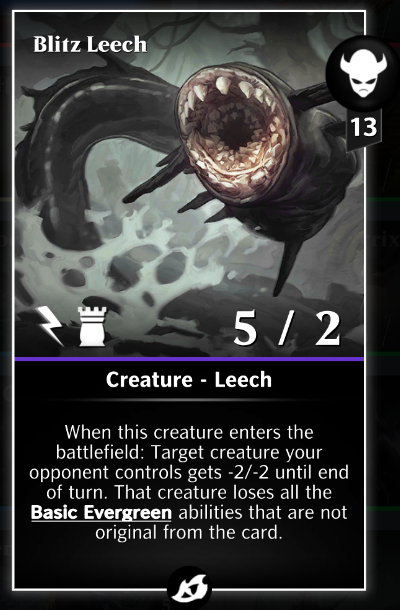 Blitz Leech
13
5 / 2
Creature - Leech
When this creature enters the
battlefield: Target creature your
opponent controls gets -2/-2 until end
of turn. That creature loses all the
Basic Evergreen abilities that are not
original from the card.